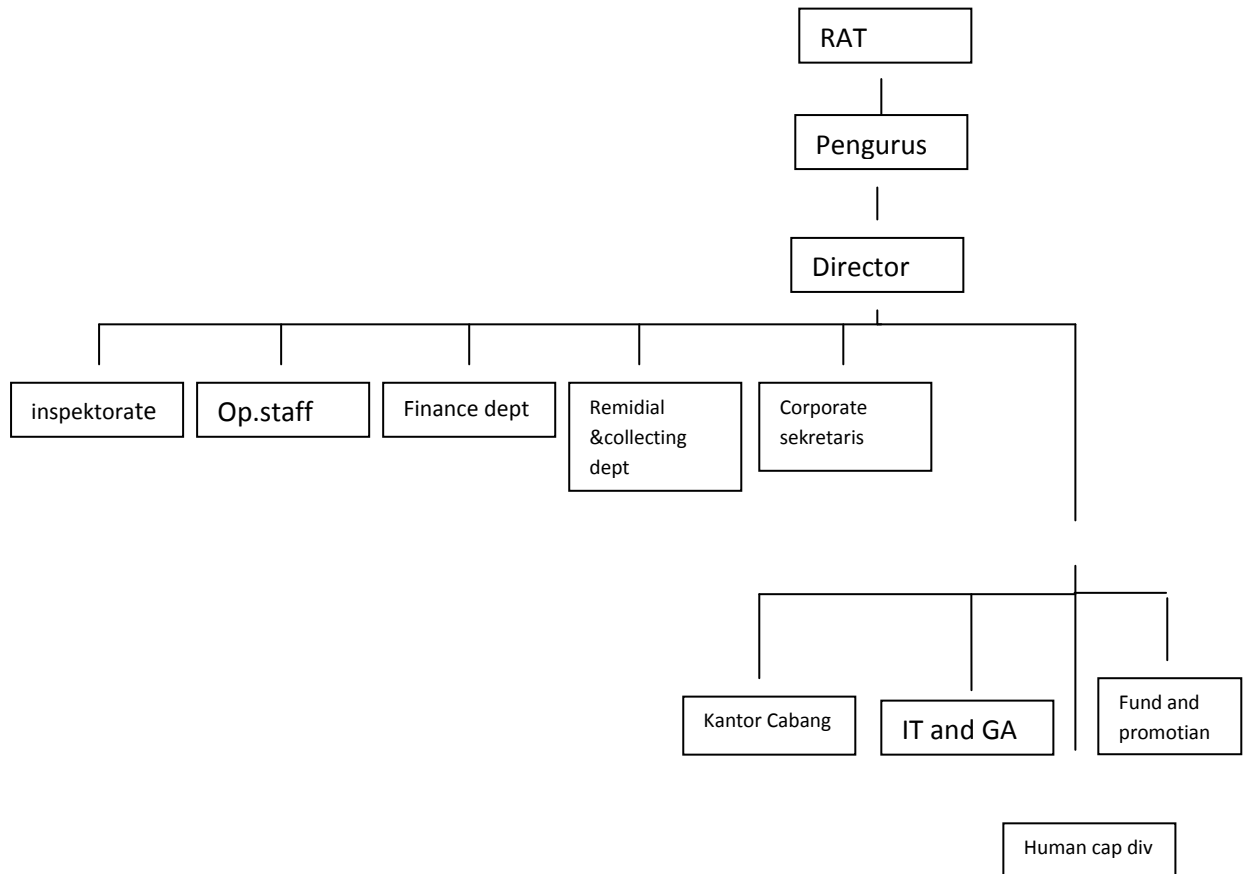 RAT
Pengurus
Director
inspektorate
Op.staff
Finance dept
Remidial
&collecting
dept
Corporate
sekretaris
Kantor Cabang
IT and GA
Fund and
promotian
Human cap div